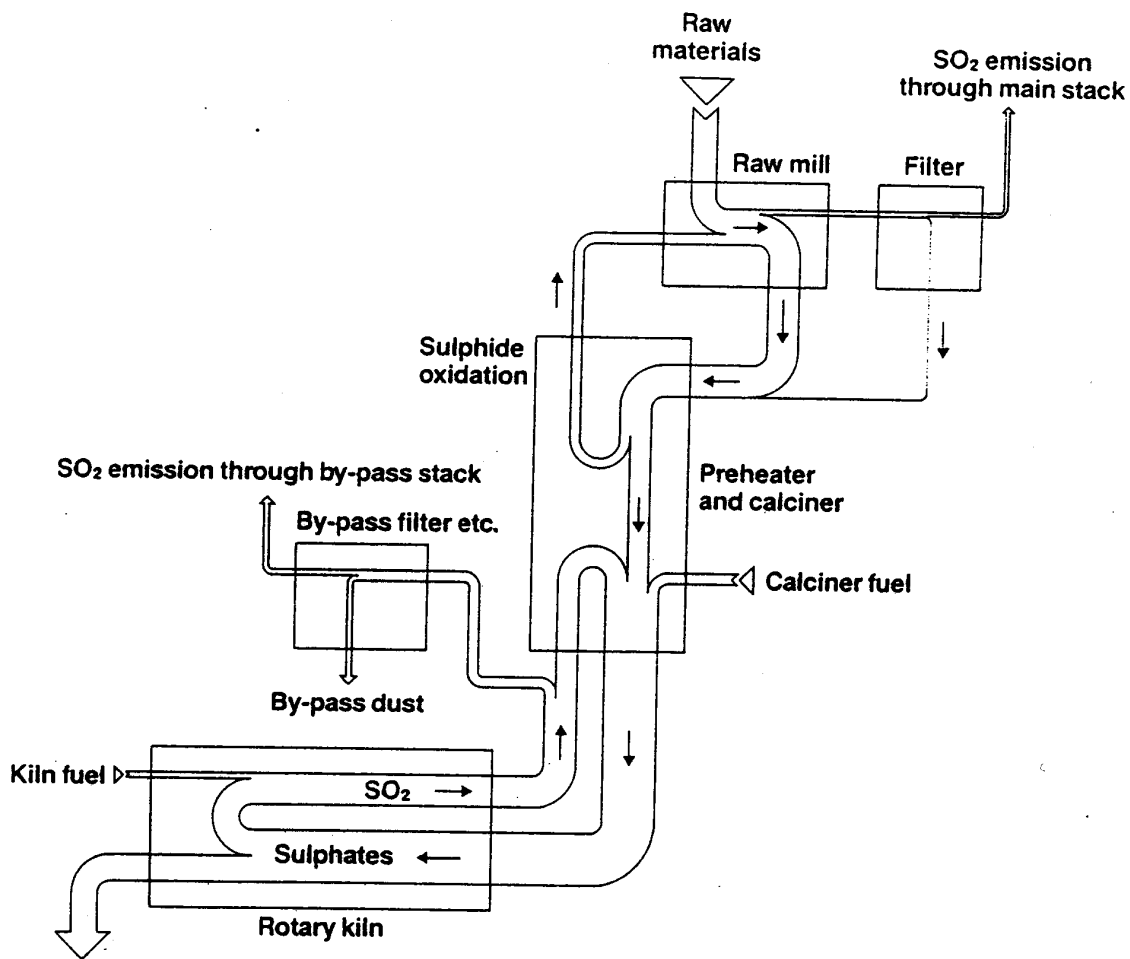 Raw
materials
SO₂ emission
through main stack
Raw mill
Filter
Sulphide
oxidation
SO₂ emission through by-pass stack
Preheater
and calciner
By-pass filter etc.
Calciner fuel
By-pass dust
Kiln fuel
SO₂
Sulphates
Rotary kiln